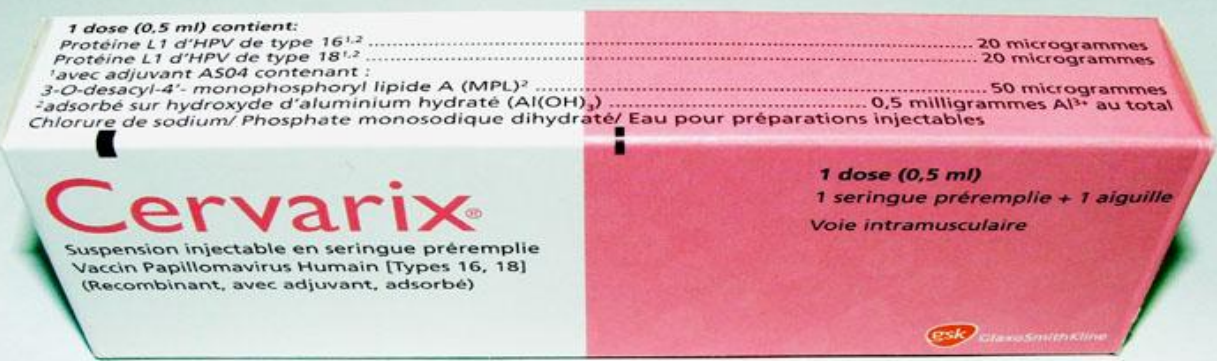 1 dose (0,5 ml) contient:
Protéine L1 d'HPV de type 16¹·² ........ 20 microgrammes
Protéine L1 d'HPV de type 18¹·² ........ 20 microgrammes
¹avec adjuvant AS04 contenant :
3-O-desacyl-4'- monophosphoryl lipide A (MPL)² ........ 50 microgrammes
²adsorbé sur hydroxyde d'aluminium hydraté (Al(OH)₃) ........ 0,5 milligrammes Al³⁺ au total
Chlorure de sodium/ Phosphate monosodique dihydraté/ Eau pour préparations injectables
Cervarix®
Suspension injectable en seringue préremplie
Vaccin Papillomavirus Humain [Types 16, 18]
(Recombinant, avec adjuvant, adsorbé)
1 dose (0,5 ml)
1 seringue préremplie + 1 aiguille
Voie intramusculaire
gsk GlaxoSmithKline